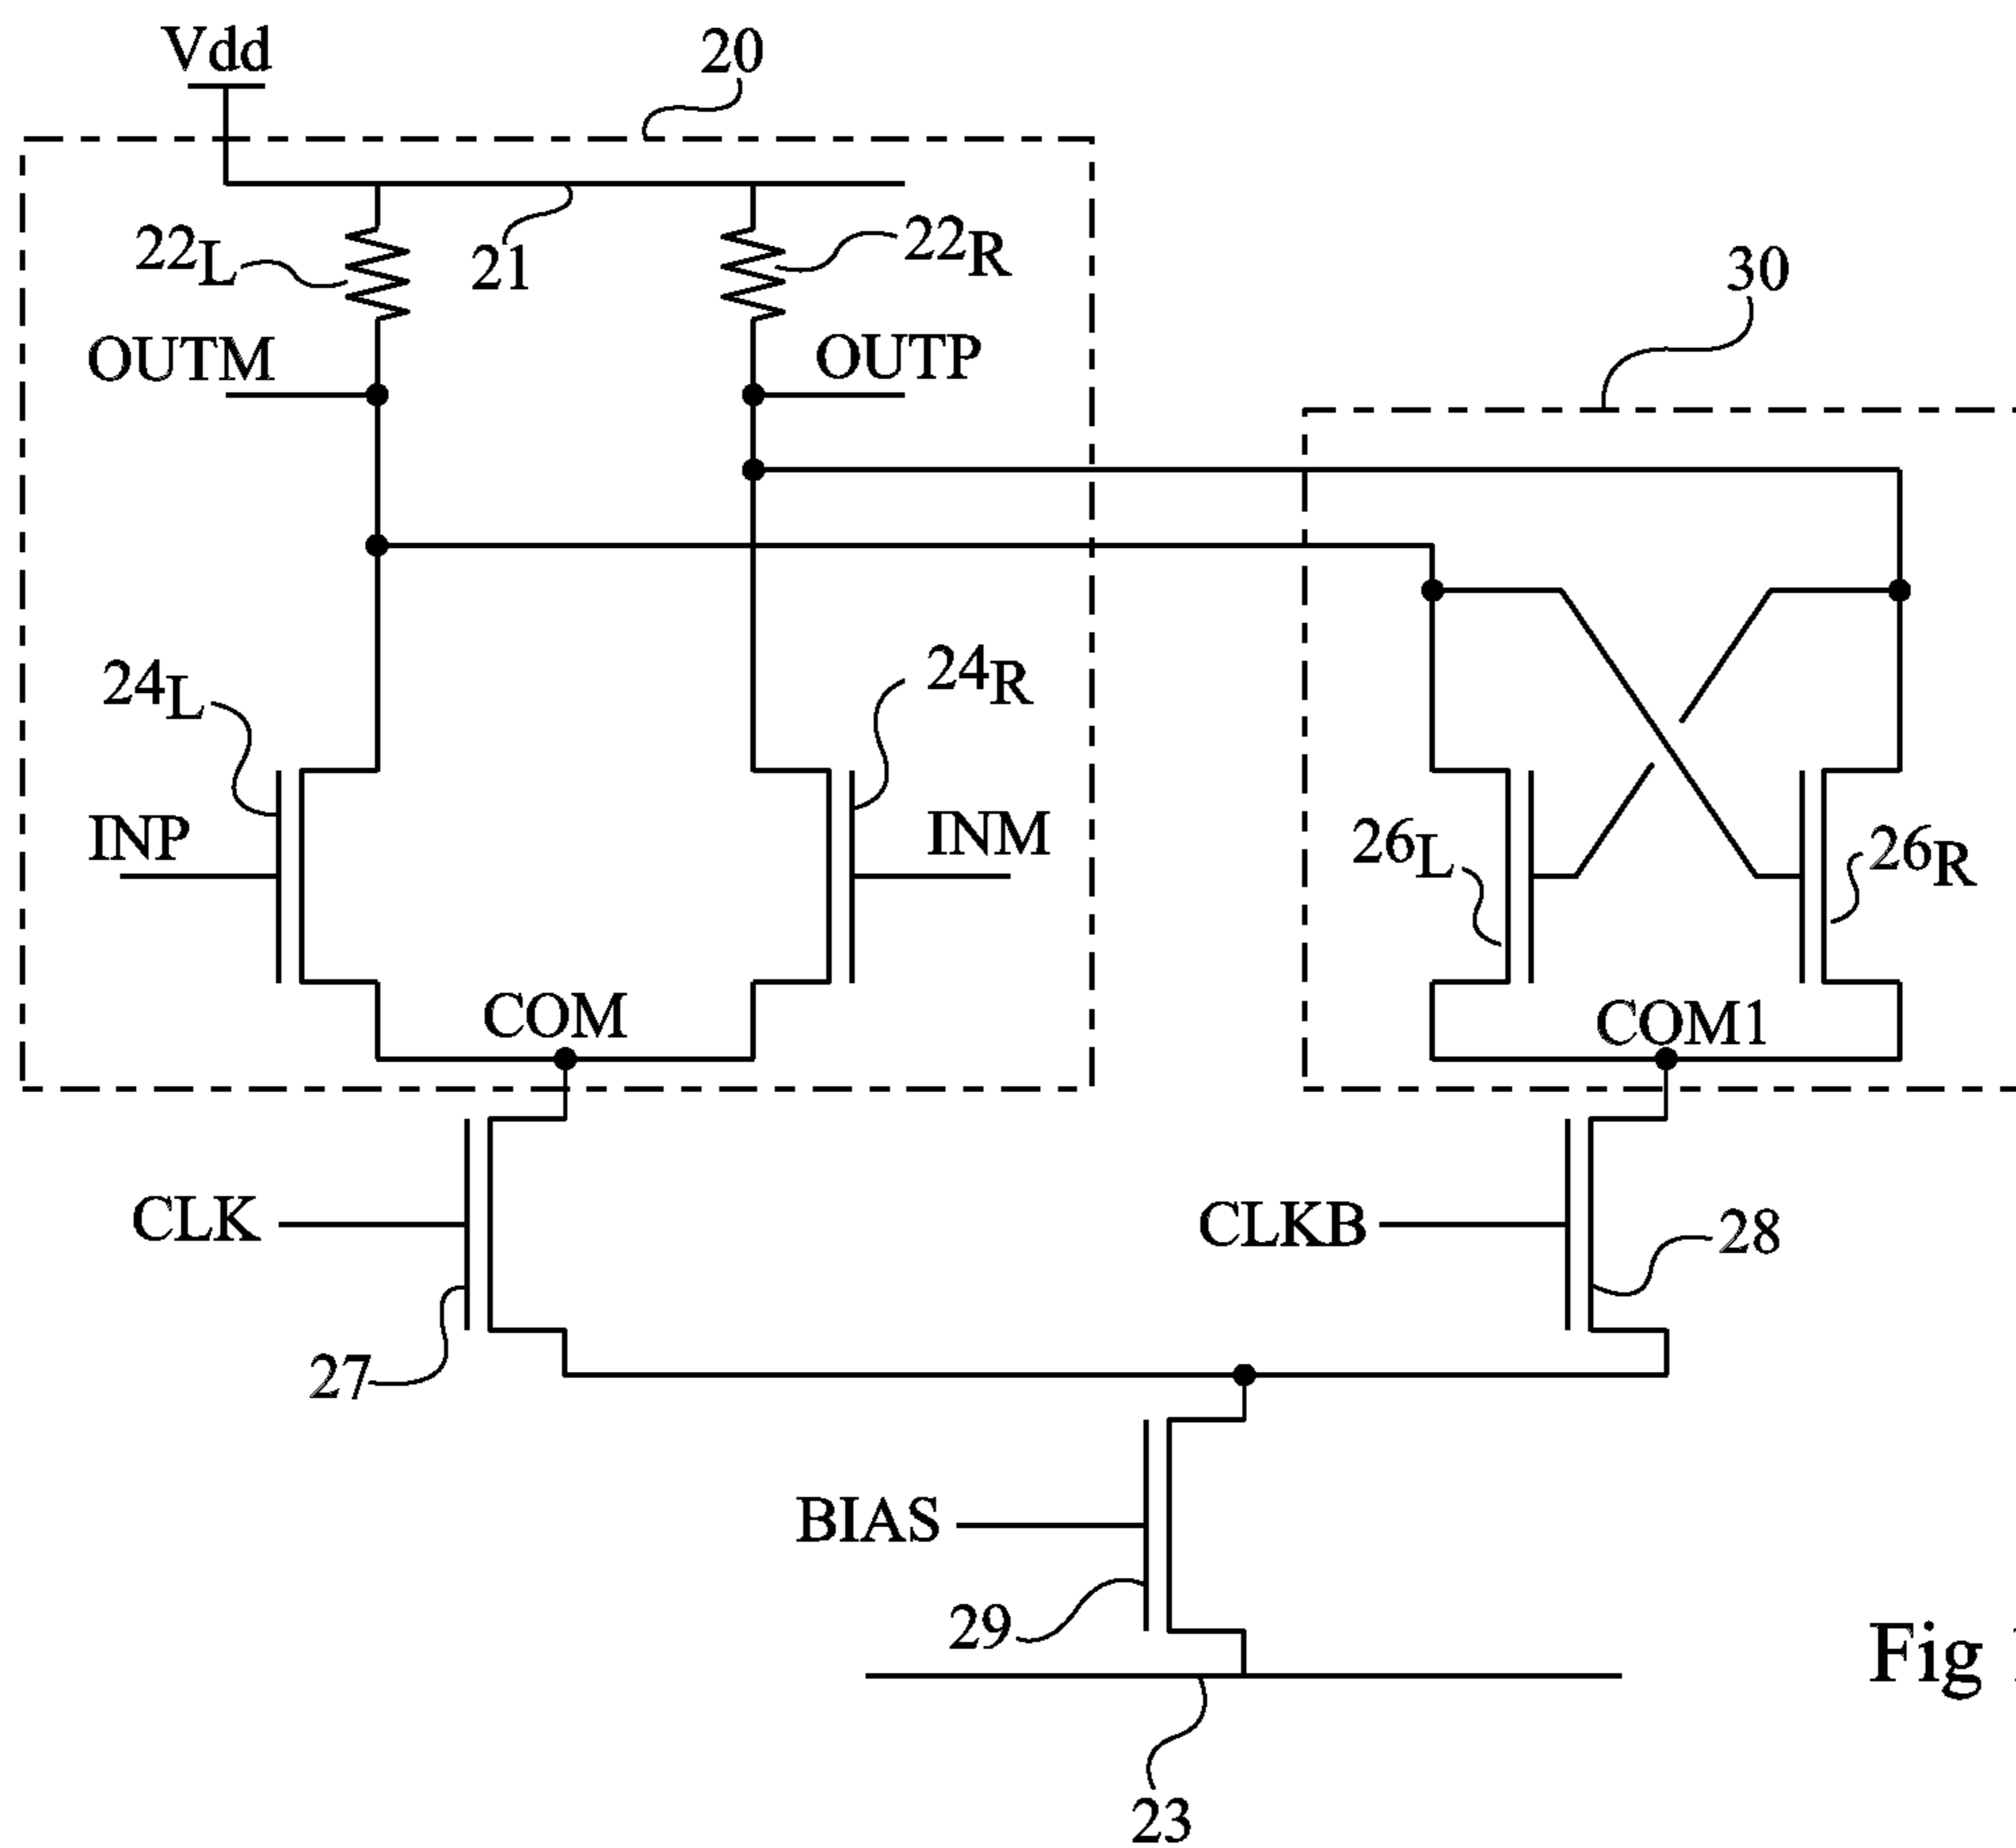 Vdd
20
22L
21
22R
30
OUTM
OUTP
24L
24R
INP
INM
26L
26R
COM
COM1
CLK
CLKB
28
27
BIAS
29
Fig
23